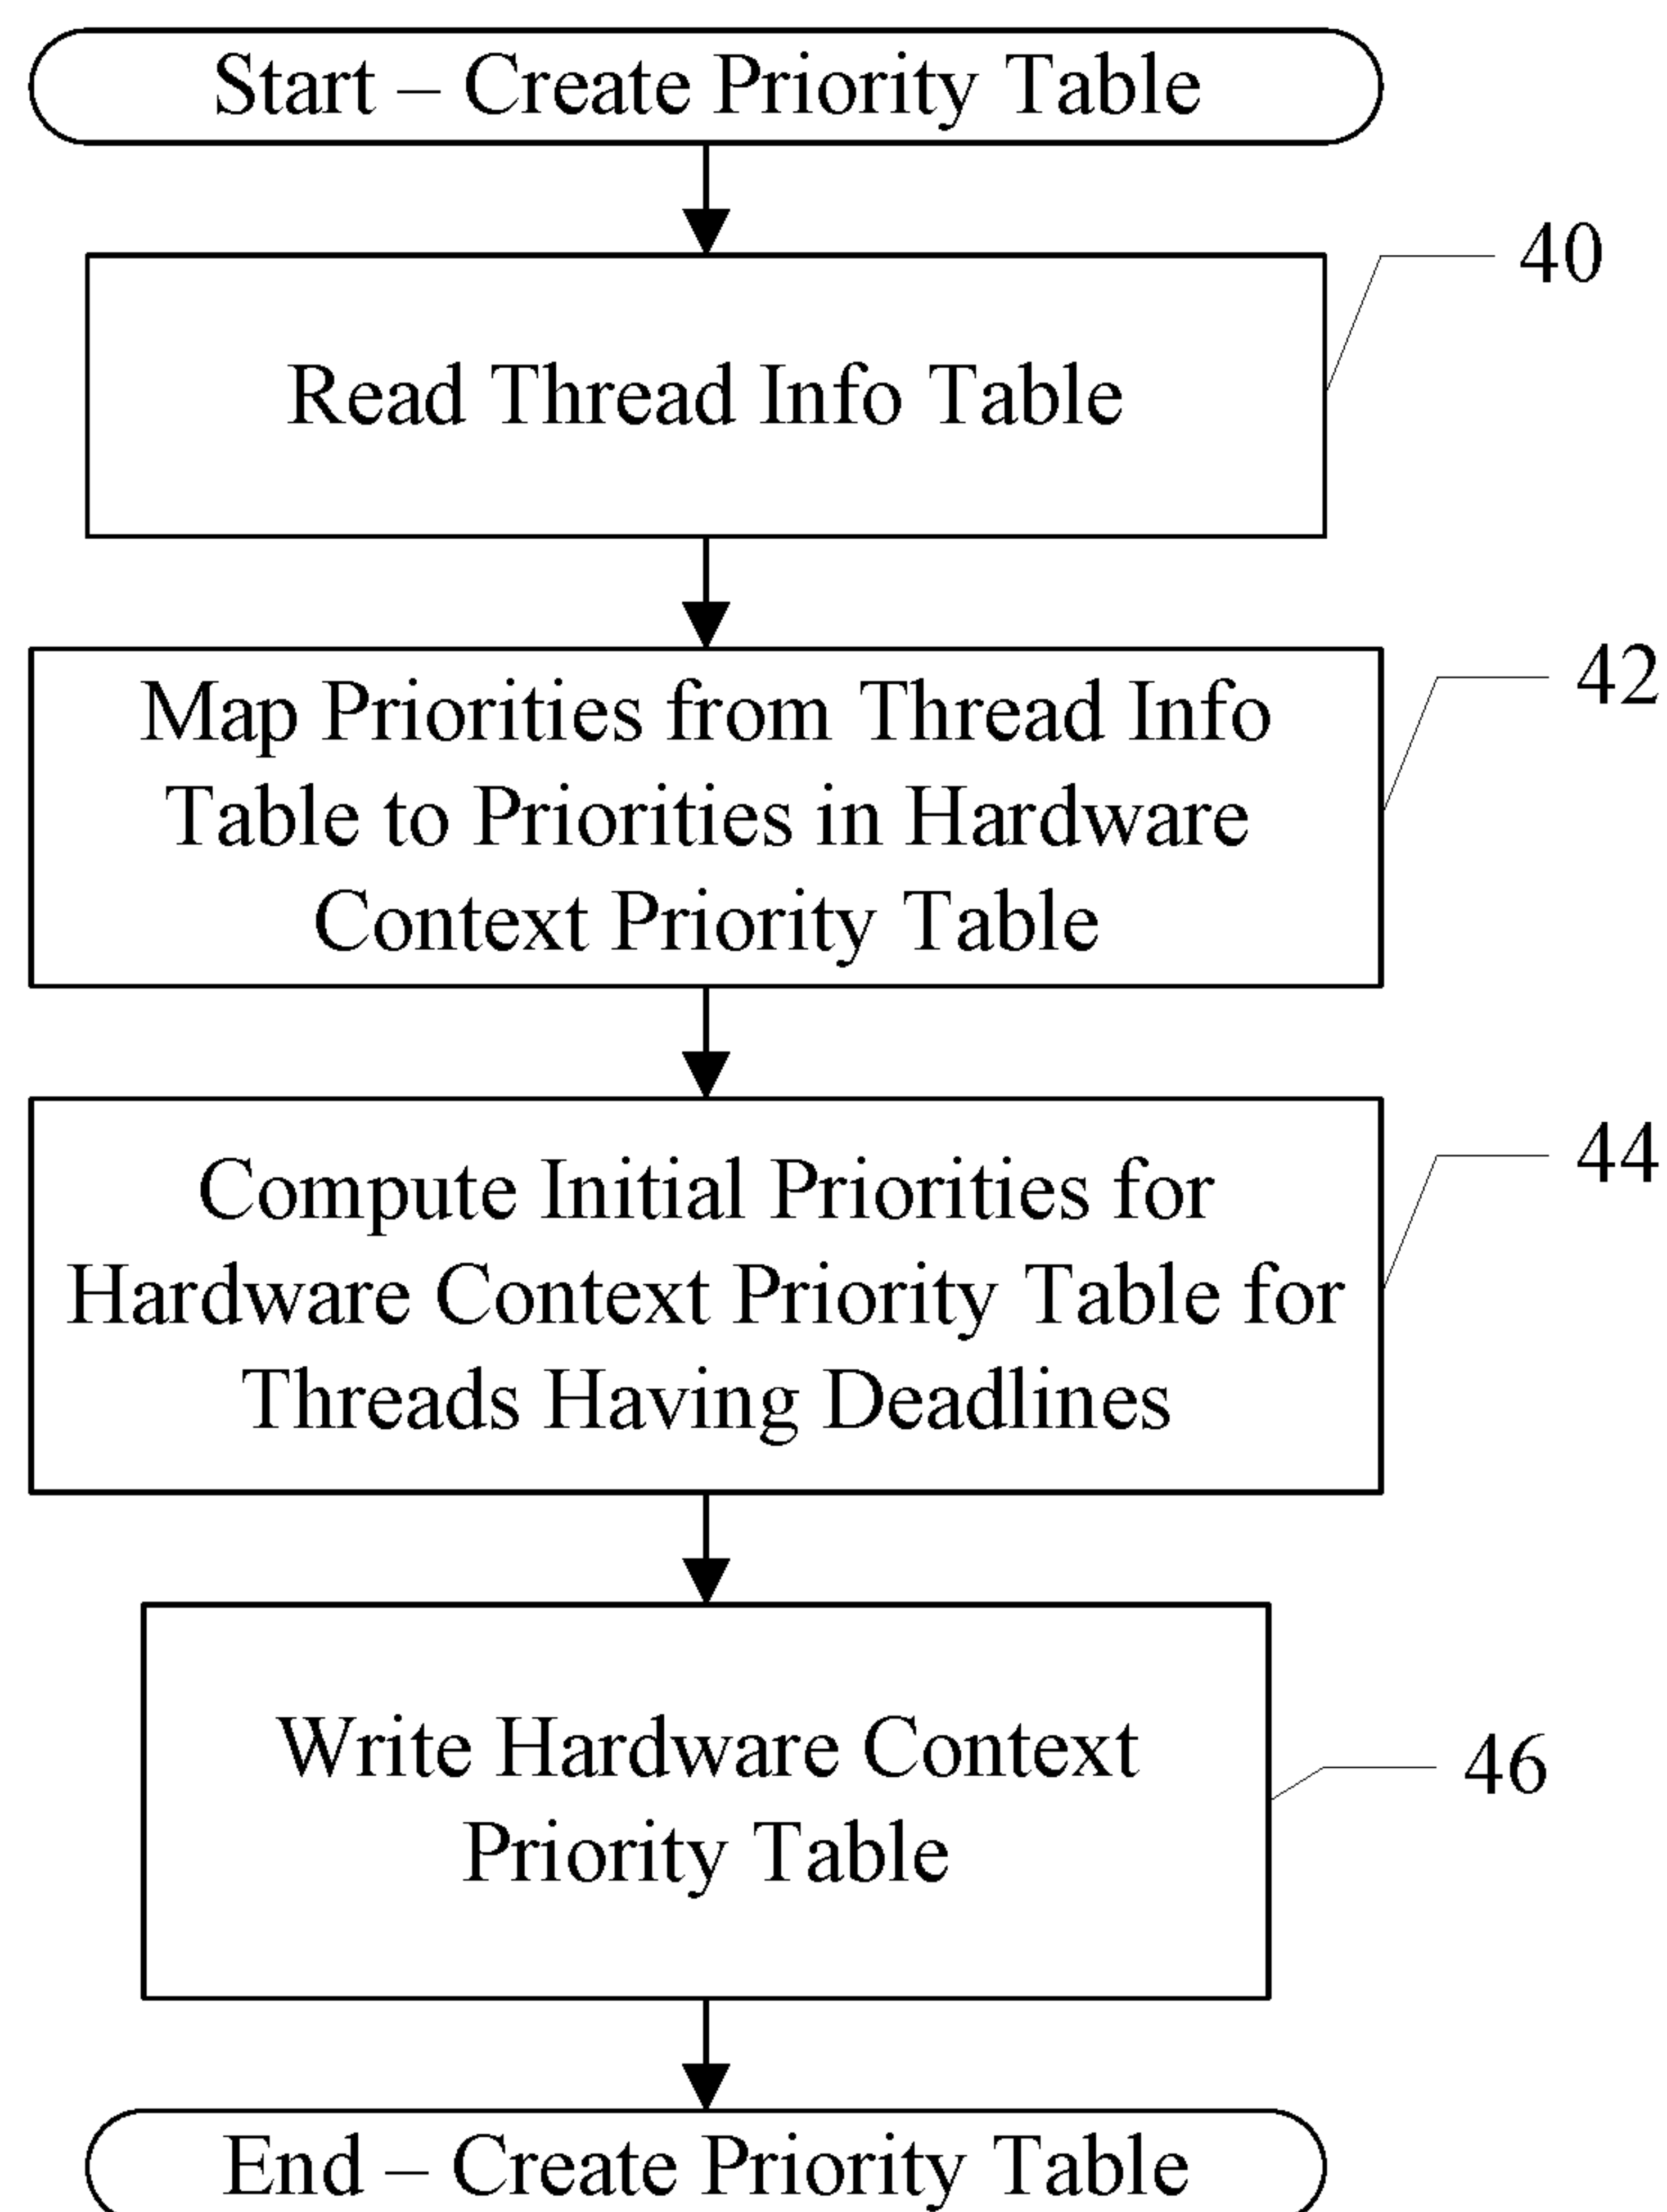 Start – Create Priority Table
40
Read Thread Info Table
42
Map Priorities from Thread Info
Table to Priorities in Hardware
Context Priority Table
44
Compute Initial Priorities for
Hardware Context Priority Table for
Threads Having Deadlines
46
Write Hardware Context
Priority Table
End – Create Priority Table